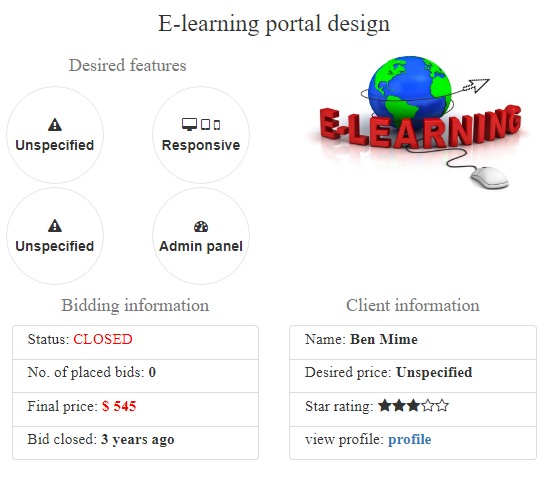 E-learning portal design
Desired features
Unspecified
Responsive
Unspecified
Admin panel
E-LEARNING
Bidding information
Status: CLOSED
No. of placed bids: 0
Final price: $ 545
Bid closed: 3 years ago
Client information
Name: Ben Mime
Desired price: Unspecified
Star rating:
view profile: profile